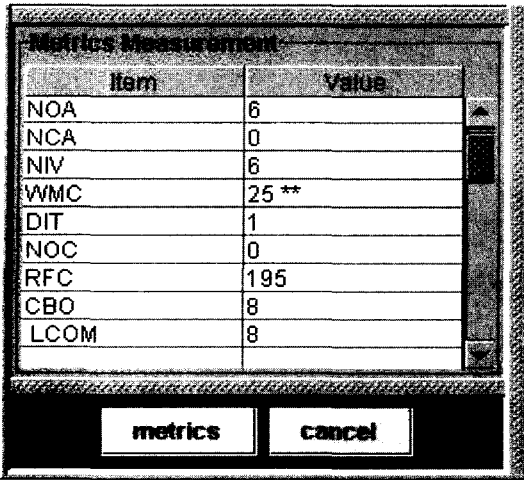 Metrics Measurement
Item Value
NOA 6
NCA 0
NIV 6
WMC 25 **
DIT 1
NOC 0
RFC 195
CBO 8
LCOM 8
metrics cancel